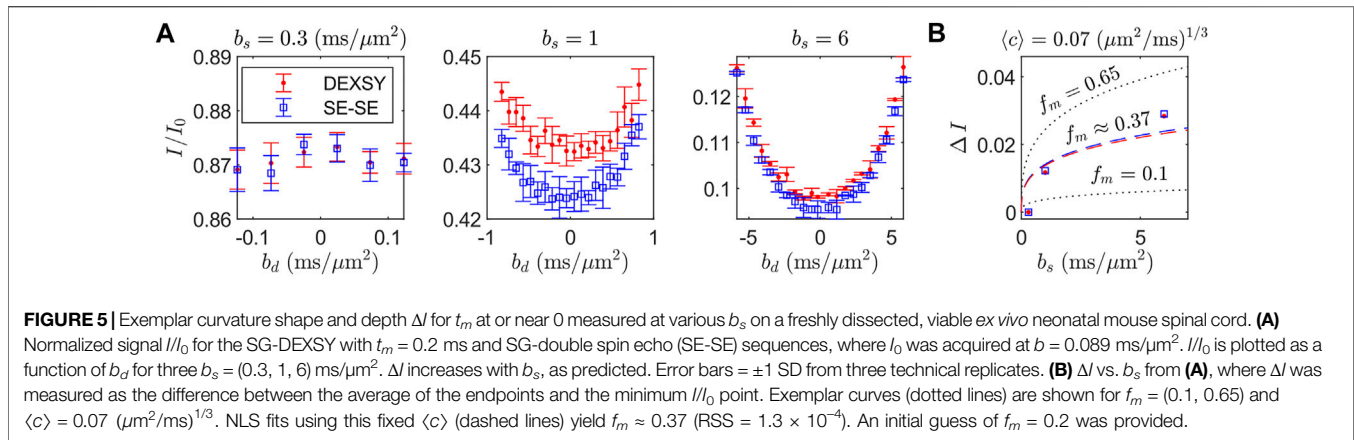 A
b_s = 0.3 (ms/μm²)
b_s = 1
b_s = 6
B
⟨c⟩ = 0.07 (μm²/ms)^{1/3}
I/I_0
0.89
0.88
0.87
0.86
DEXSY
SE-SE
-0.1
0
0.1
b_d (ms/μm²)
0.45
0.44
0.43
0.42
-1
0
1
b_d (ms/μm²)
0.12
0.11
0.1
-5
0
5
b_d (ms/μm²)
ΔI
0.04
0.02
0
f_m = 0.65
f_m ≈ 0.37
f_m = 0.1
0
5
b_s (ms/μm²)
FIGURE 5 | Exemplar curvature shape and depth ΔI for t_m at or near 0 measured at various b_s on a freshly dissected, viable ex vivo neonatal mouse spinal cord. (A)
Normalized signal I/I_0 for the SG-DEXSY with t_m = 0.2 ms and SG-double spin echo (SE-SE) sequences, where I_0 was acquired at b = 0.089 ms/μm². I/I_0 is plotted as a
function of b_d for three b_s = (0.3, 1, 6) ms/μm². ΔI increases with b_s, as predicted. Error bars = ±1 SD from three technical replicates. (B) ΔI vs. b_s from (A), where ΔI was
measured as the difference between the average of the endpoints and the minimum I/I_0 point. Exemplar curves (dotted lines) are shown for f_m = (0.1, 0.65) and
⟨c⟩ = 0.07 (μm²/ms)^{1/3}. NLS fits using this fixed ⟨c⟩ (dashed lines) yield f_m ≈ 0.37 (RSS = 1.3 × 10⁻⁴). An initial guess of f_m = 0.2 was provided.